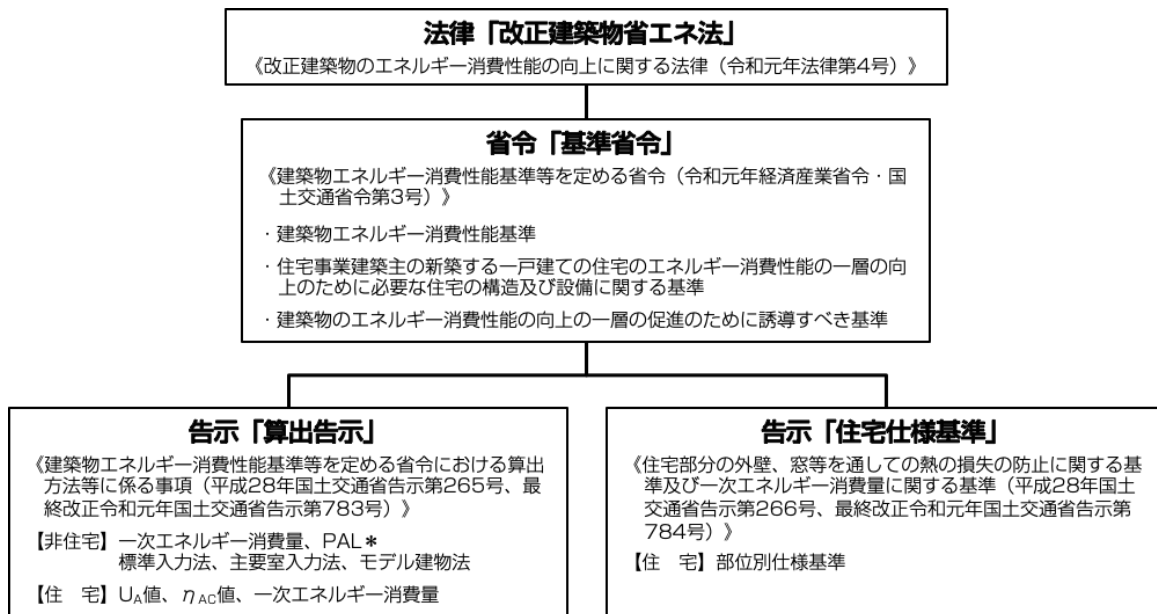 法律「改正建築物省エネ法」
《改正建築物のエネルギー消費性能の向上に関する法律（令和元年法律第4号）》
省令「基準省令」
《建築物エネルギー消費性能基準等を定める省令（令和元年経済産業省令・国
土交通省令第3号）》
・建築物エネルギー消費性能基準
・住宅事業建築主の新築する一戸建ての住宅のエネルギー消費性能の一層の向
上のために必要な住宅の構造及び設備に関する基準
・建築物のエネルギー消費性能の向上の一層の促進のために誘導すべき基準
告示「算出告示」
《建築物エネルギー消費性能基準等を定める省令における算出
方法等に係る事項（平成28年国土交通省告示第265号、最
終改正令和元年国土交通省告示第783号）》
【非住宅】一次エネルギー消費量、PAL＊
標準入力法、主要室入力法、モデル建物法
【住　宅】UA値、ηAC値、一次エネルギー消費量
告示「住宅仕様基準」
《住宅部分の外壁、窓等を通しての熱の損失の防止に関する基
準及び一次エネルギー消費量に関する基準（平成28年国土
交通省告示第266号、最終改正令和元年国土交通省告示第
784号）》
【住　宅】部位別仕様基準